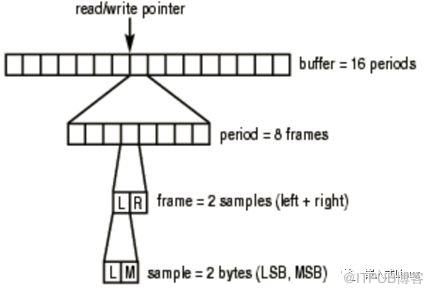 read/write pointer
buffer = 16 periods
period = 8 frames
L R frame = 2 samples (left + right)
L M sample = 2 bytes (LSB, MSB)
@ITPUB博客